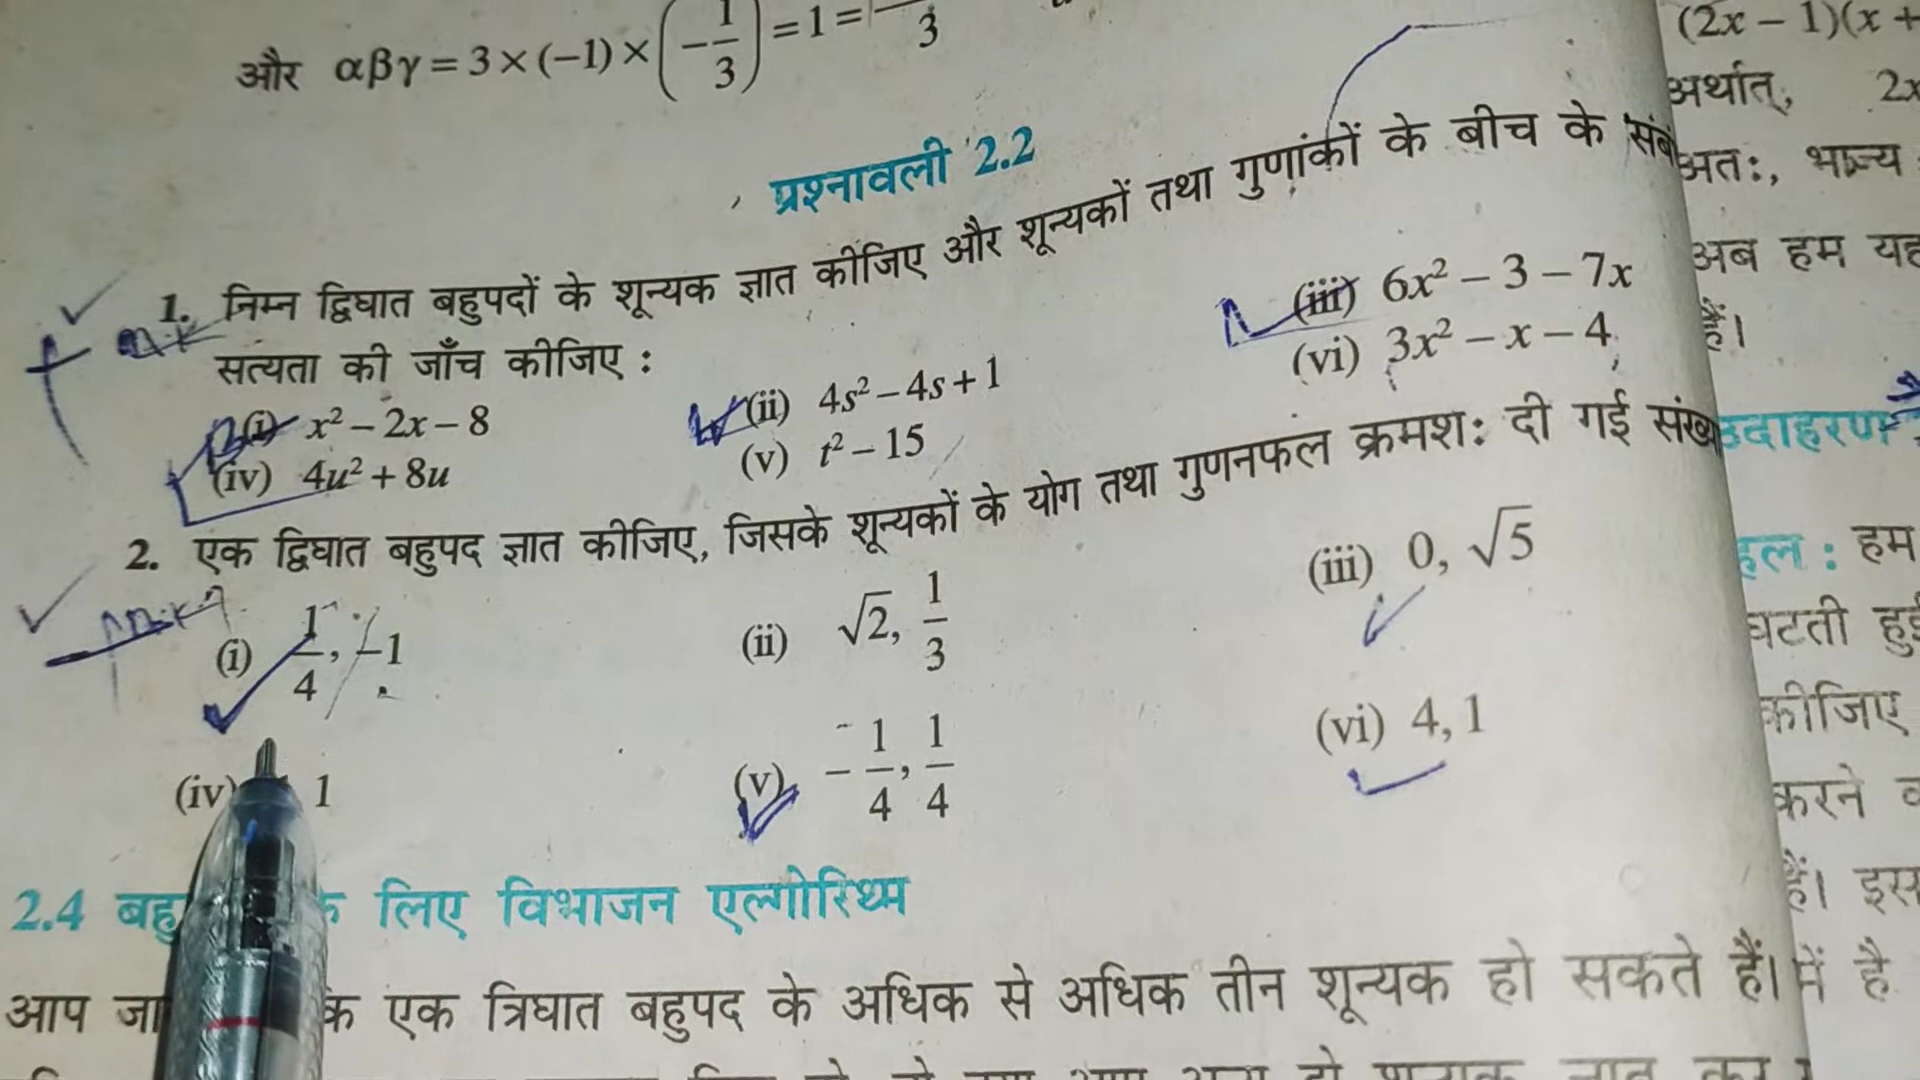 और αβγ = 3 × (−1) × (−1/3) = 1 = 3
प्रश्नावली 2.2
1. निम्न द्विघात बहुपदों के शून्यक ज्ञात कीजिए और शून्यकों तथा गुणांकों के बीच के
सत्यता की जाँच कीजिए :
(i) x² − 2x − 8 (ii) 4s² − 4s + 1 (iii) 6x² − 3 − 7x
(iv) 4u² + 8u (v) t² − 15 (vi) 3x² − x − 4
2. एक द्विघात बहुपद ज्ञात कीजिए, जिसके शून्यकों के योग तथा गुणनफल क्रमश: दी गई
(i) 1/4, −1 (ii) √2, 1/3 (iii) 0, √5
(iv) 1 (v) −1/4, 1/4 (vi) 4, 1
2.4 लिए विभाजन एल्गोरिथ्म
आप एक त्रिघात बहुपद के अधिक से अधिक तीन शून्यक हो सकते हैं।
(2x − 1)(x +
अर्थात्, 2x
अत:, भाज्य
अब हम
हैं।
उदाहरण
हल : हम
घटती हुई
कीजिए
करने
हैं। इस
में है